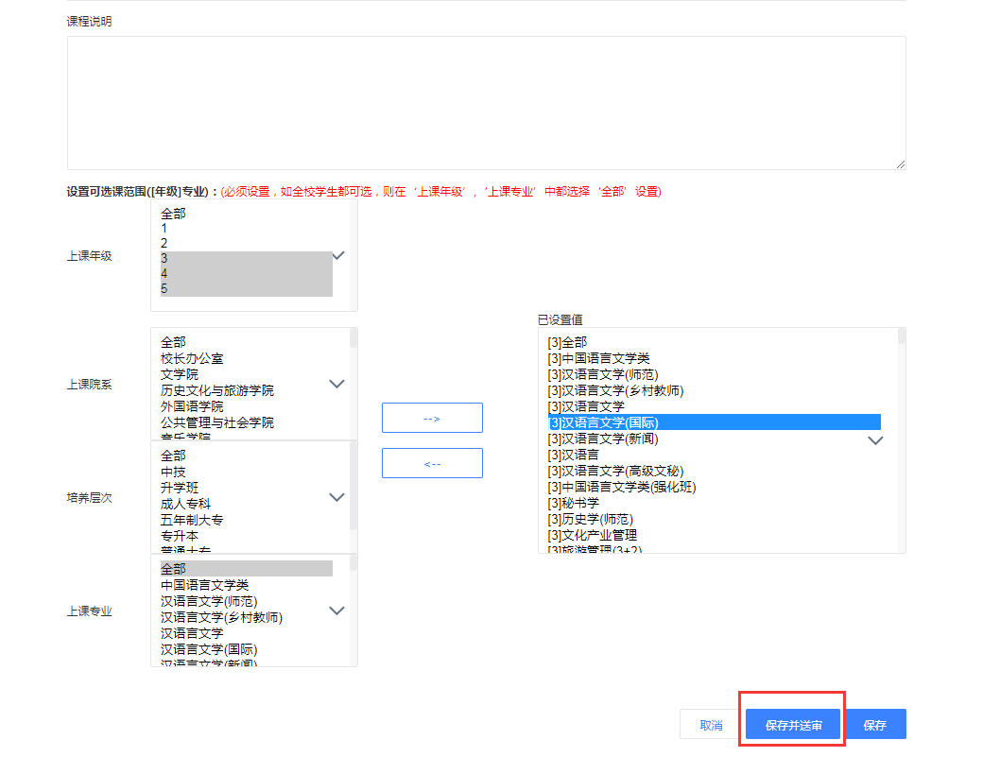 课程说明
设置可选课范围([年级]专业)：(必须设置，如全校学生都可选，则在‘上课年级’,‘上课专业’中都选择‘全部’设置)
上课年级
全部
1
2
3
4
5
上课院系
全部
校长办公室
文学院
历史文化与旅游学院
外国语学院
公共管理与社会学院
音乐学院
培养层次
全部
中技
升学班
成人专科
五年制大专
专升本
普通大专
上课专业
全部
中国语言文学类
汉语言文学(师范)
汉语言文学(乡村教师)
汉语言文学
汉语言文学(国际)
汉语言文学(新闻)
-->
<--
已设置值
[3]全部
[3]中国语言文学类
[3]汉语言文学(师范)
[3]汉语言文学(乡村教师)
[3]汉语言文学
[3]汉语言文学(国际)
[3]汉语言文学(新闻)
[3]汉语言
[3]汉语言文学(高级文秘)
[3]中国语言文学类(强化班)
[3]秘书学
[3]历史学(师范)
[3]文化产业管理
[3]旅游管理(3+2)
取消
保存并送审
保存